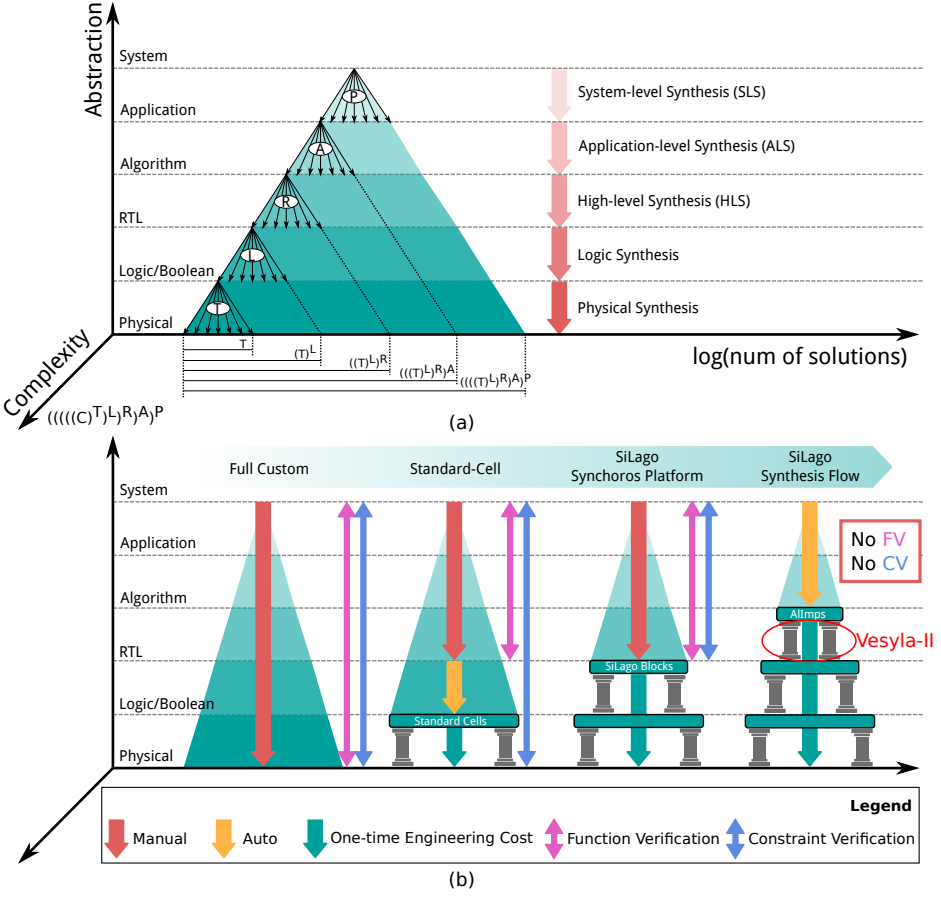 Abstraction
System
Application
Algorithm
RTL
Logic/Boolean
Physical
P
A
R
L
T
System-level Synthesis (SLS)
Application-level Synthesis (ALS)
High-level Synthesis (HLS)
Logic Synthesis
Physical Synthesis
T
(T)L
((T)L)R
(((T)L)R)A
((((T)L)R)A)P
log(num of solutions)
Complexity
(((((C)T)L)R)A)P
(a)
Full Custom
Standard-Cell
SiLago
Synchoros Platform
SiLago
Synthesis Flow
System
Application
Algorithm
RTL
Logic/Boolean
Physical
No FV
No CV
AlImps
Vesyla-II
SiLago Blocks
Standard Cells
Legend
Manual
Auto
One-time Engineering Cost
Function Verification
Constraint Verification
(b)